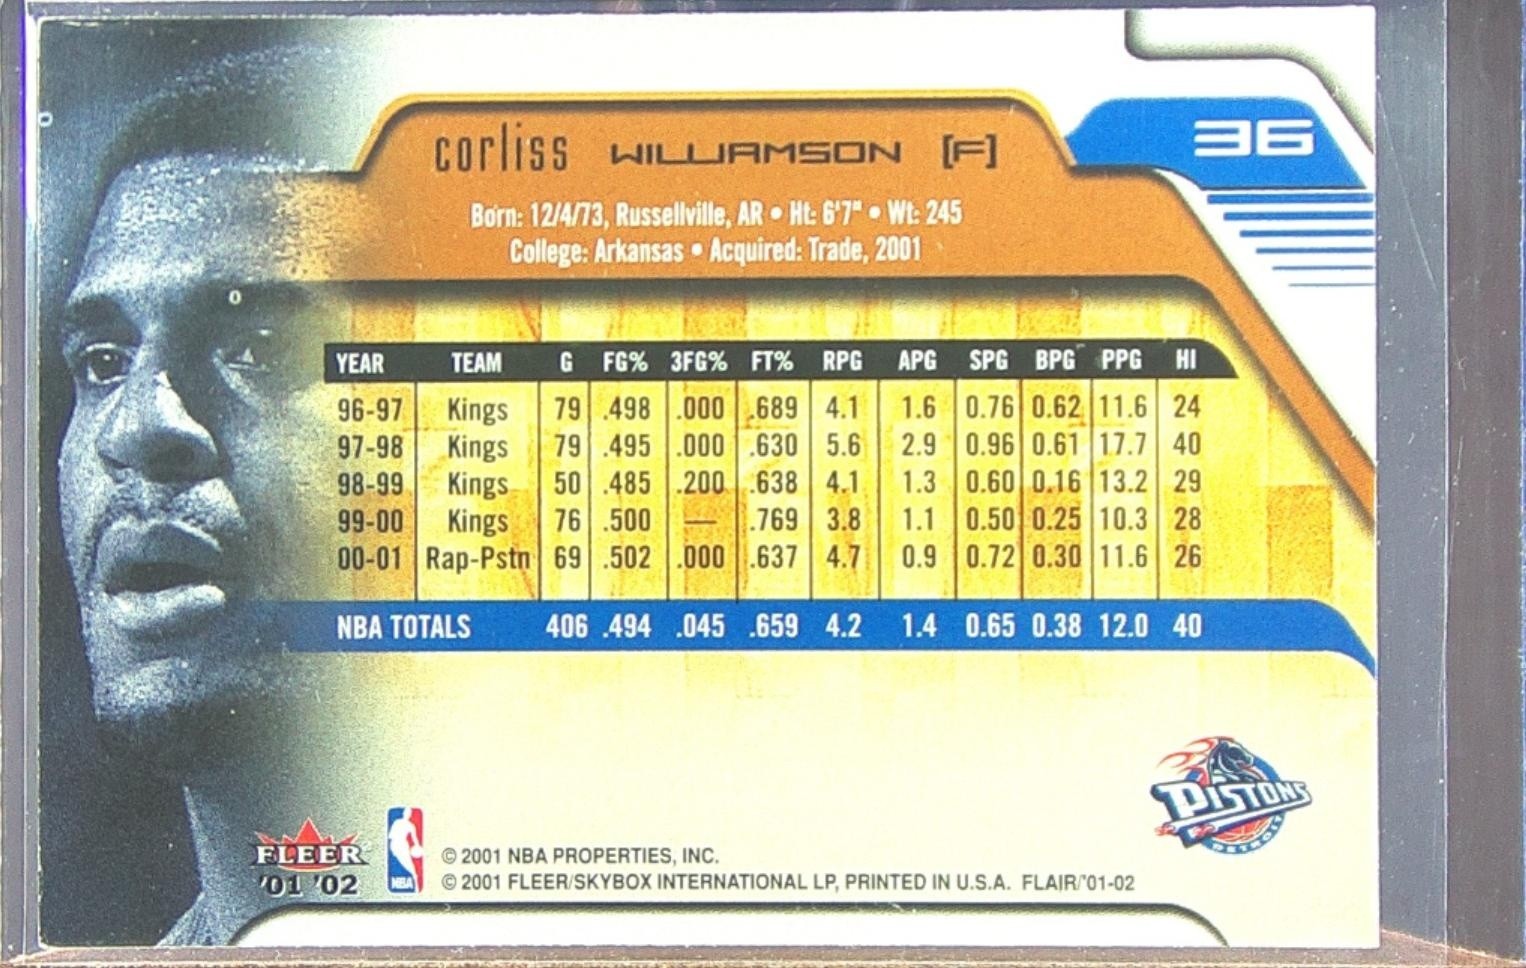 corliss WILLIAMSON [F]
36
Born: 12/4/73, Russellville, AR • Ht: 6'7" • Wt: 245
College: Arkansas • Acquired: Trade, 2001
YEAR TEAM G FG% 3FG% FT% RPG APG SPG BPG PPG HI
96-97 Kings 79 .498 .000 .689 4.1 1.6 0.76 0.62 11.6 24
97-98 Kings 79 .495 .000 .630 5.6 2.9 0.96 0.61 17.7 40
98-99 Kings 50 .485 .200 .638 4.1 1.3 0.60 0.16 13.2 29
99-00 Kings 76 .500 — .769 3.8 1.1 0.50 0.25 10.3 28
00-01 Rap-Pstn 69 .502 .000 .637 4.7 0.9 0.72 0.30 11.6 26
NBA TOTALS 406 .494 .045 .659 4.2 1.4 0.65 0.38 12.0 40
PISTONS
DETROIT
FLEER
'01 '02
NBA
© 2001 NBA PROPERTIES, INC.
© 2001 FLEER/SKYBOX INTERNATIONAL LP, PRINTED IN U.S.A. FLAIR/'01-02